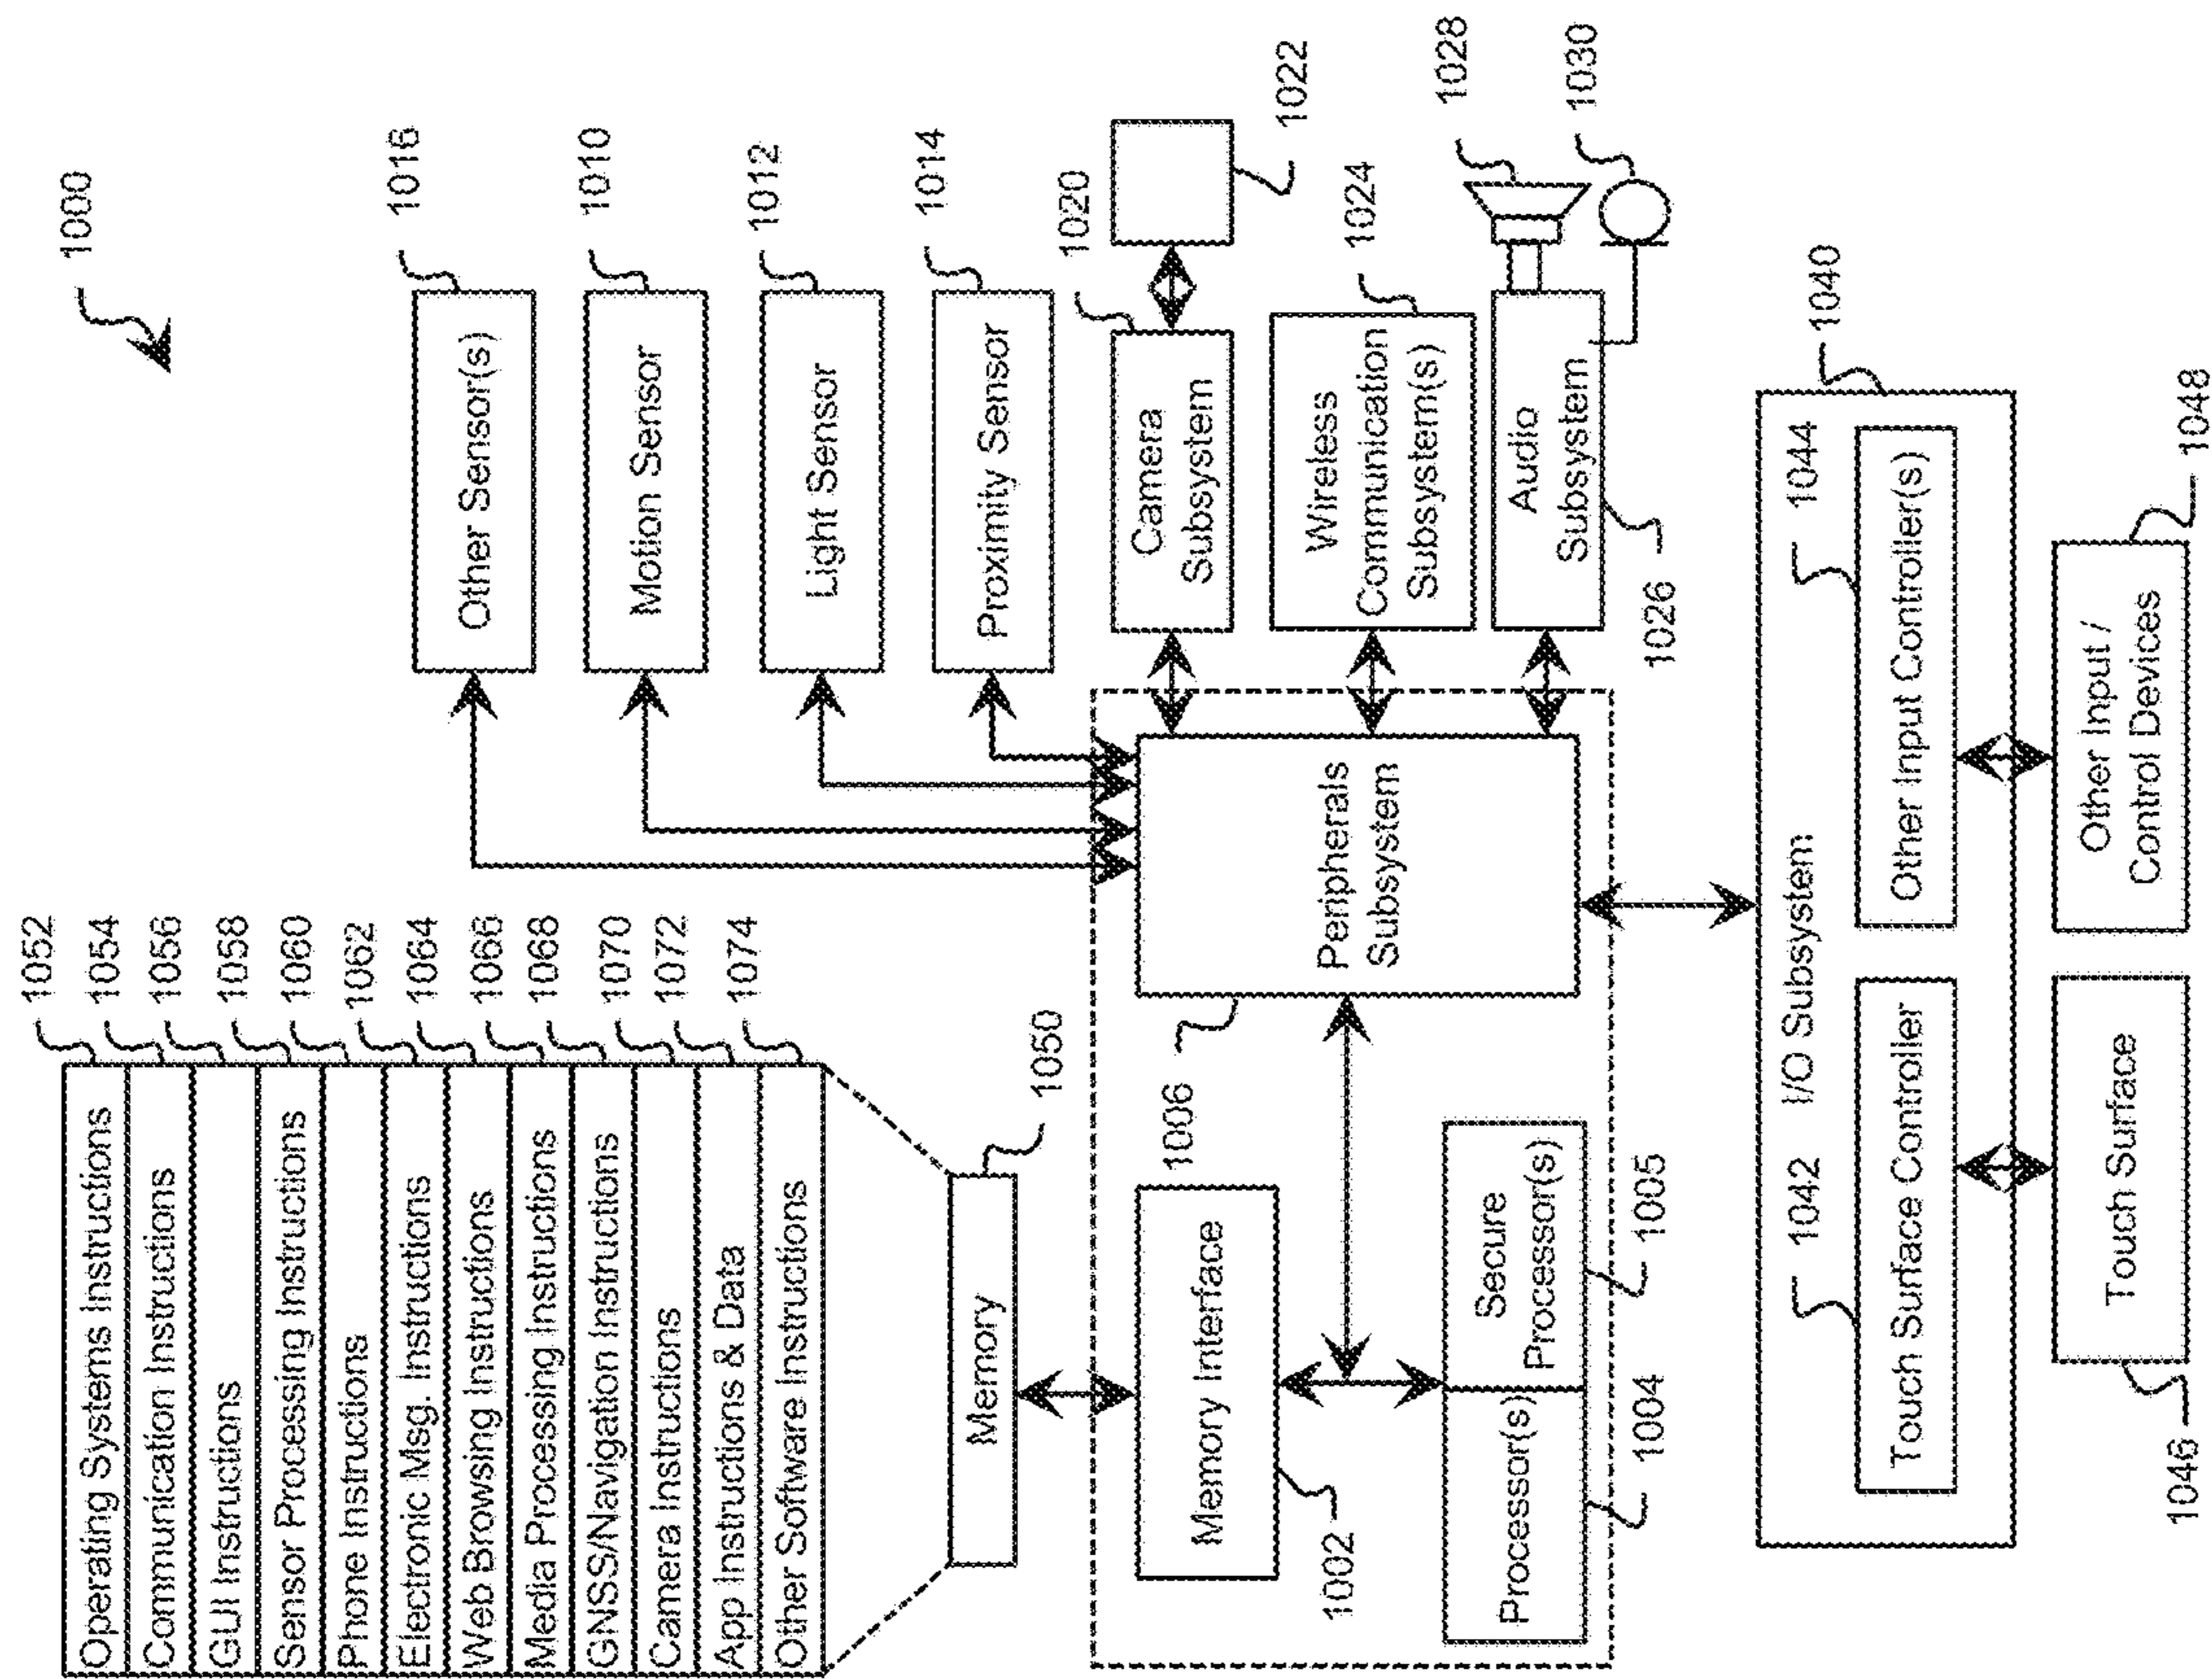 1000
Operating Systems Instructions
1052
Communication Instructions
1054
GUI Instructions
1056
Sensor Processing Instructions
1058
Phone Instructions
1060
Electronic Msg. Instructions
1062
Web Browsing Instructions
1064
Media Processing Instructions
1066
GNSS/Navigation Instructions
1068
Camera Instructions
1070
App Instructions & Data
1072
Other Software Instructions
1074
Other Sensor(s)
1016
Motion Sensor
1010
Light Sensor
1012
Proximity Sensor
1014
Memory
1050
Memory Interface
1002
1006
Peripherals
Subsystem
Camera
Subsystem
1020
1022
Wireless
Communication
Subsystem(s)
1024
Processor(s)
1004
Secure
Processor(s)
1005
Audio
Subsystem
1026
1028
1030
1042
I/O Subsystem
1044
1040
Touch Surface Controller
Other Input Controller(s)
Touch Surface
1046
Other Input /
Control Devices
1048